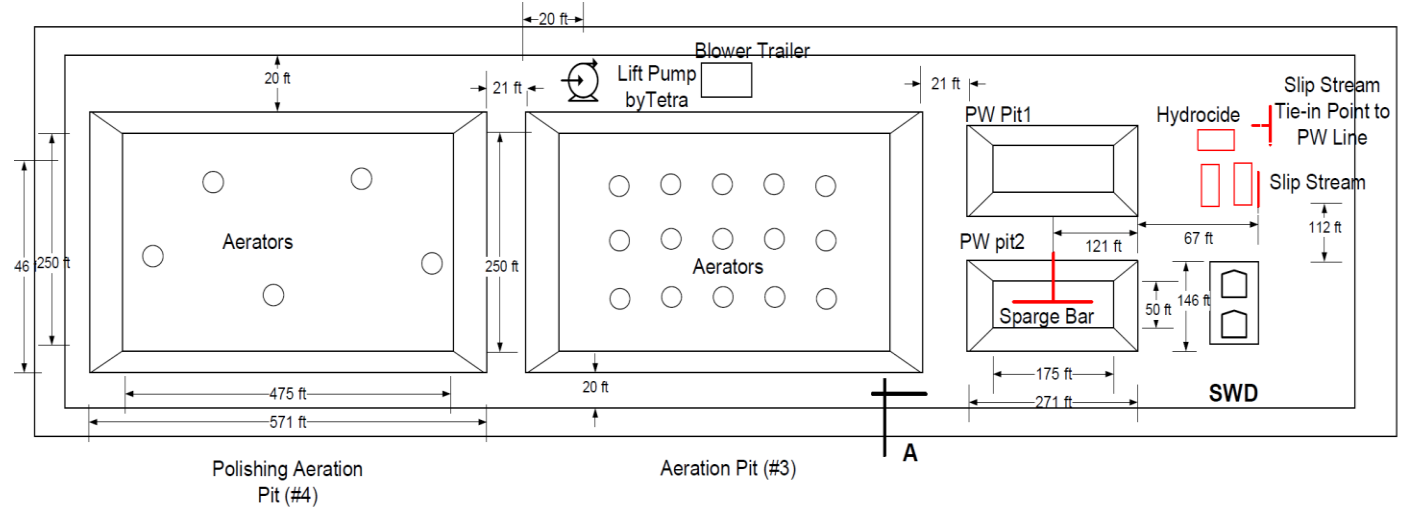 20 ft
Blower Trailer
20 ft
Lift Pump
byTetra
21 ft
21 ft
Slip Stream
Tie-in Point to
PW Line
PW Pit1
Hydrocide
Slip Stream
Aerators
46
250 ft
250 ft
Aerators
PW pit2
121 ft
67 ft
112 ft
Sparge Bar
50 ft
146 ft
20 ft
475 ft
175 ft
271 ft
SWD
571 ft
A
Polishing Aeration
Pit (#4)
Aeration Pit (#3)